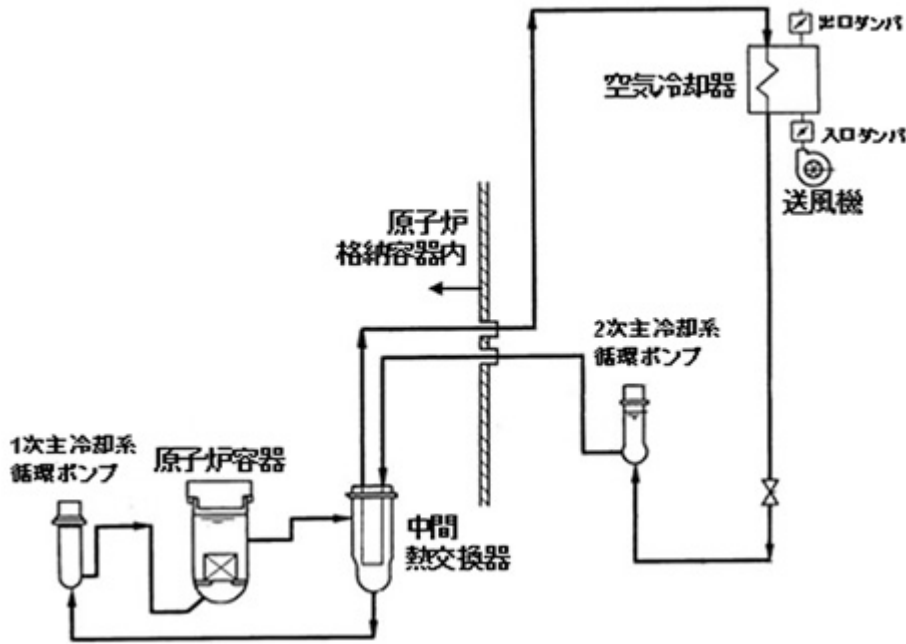 出口ダンパ
空気冷却器
入口ダンパ
送風機
原子炉
格納容器内
2次主冷却系
循環ポンプ
1次主冷却系
循環ポンプ
原子炉容器
中間
熱交換器